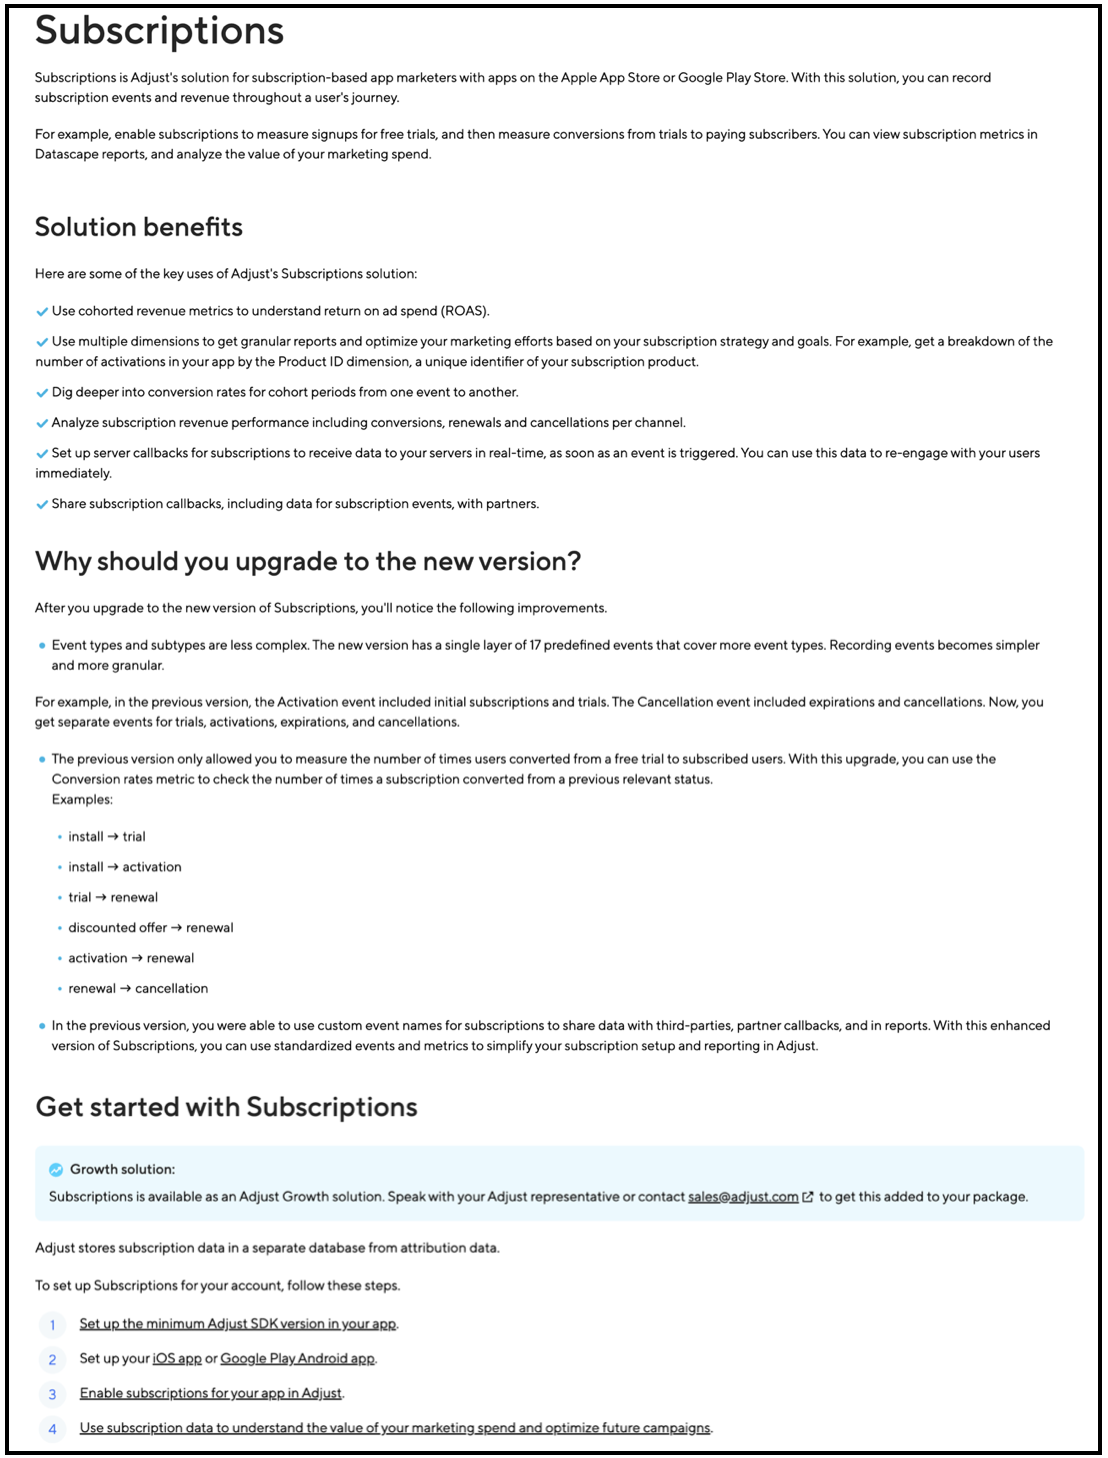 Subscriptions
Subscriptions is Adjust's solution for subscription-based app marketers with apps on the Apple App Store or Google Play Store. With this solution, you can record
subscription events and revenue throughout a user's journey.
For example, enable subscriptions to measure signups for free trials, and then measure conversions from trials to paying subscribers. You can view subscription metrics in
Datascape reports, and analyze the value of your marketing spend.
Solution benefits
Here are some of the key uses of Adjust's Subscriptions solution:
✓ Use cohorted revenue metrics to understand return on ad spend (ROAS).
✓ Use multiple dimensions to get granular reports and optimize your marketing efforts based on your subscription strategy and goals. For example, get a breakdown of the
number of activations in your app by the Product ID dimension, a unique identifier of your subscription product.
✓ Dig deeper into conversion rates for cohort periods from one event to another.
✓ Analyze subscription revenue performance including conversions, renewals and cancellations per channel.
✓ Set up server callbacks for subscriptions to receive data to your servers in real-time, as soon as an event is triggered. You can use this data to re-engage with your users
immediately.
✓ Share subscription callbacks, including data for subscription events, with partners.
Why should you upgrade to the new version?
After you upgrade to the new version of Subscriptions, you'll notice the following improvements.
• Event types and subtypes are less complex. The new version has a single layer of 17 predefined events that cover more event types. Recording events becomes simpler
and more granular.
For example, in the previous version, the Activation event included initial subscriptions and trials. The Cancellation event included expirations and cancellations. Now, you
get separate events for trials, activations, expirations, and cancellations.
• The previous version only allowed you to measure the number of times users converted from a free trial to subscribed users. With this upgrade, you can use the
Conversion rates metric to check the number of times a subscription converted from a previous relevant status.
Examples:
• install → trial
• install → activation
• trial → renewal
• discounted offer → renewal
• activation → renewal
• renewal → cancellation
• In the previous version, you were able to use custom event names for subscriptions to share data with third-parties, partner callbacks, and in reports. With this enhanced
version of Subscriptions, you can use standardized events and metrics to simplify your subscription setup and reporting in Adjust.
Get started with Subscriptions
Growth solution:
Subscriptions is available as an Adjust Growth solution. Speak with your Adjust representative or contact sales@adjust.com to get this added to your package.
Adjust stores subscription data in a separate database from attribution data.
To set up Subscriptions for your account, follow these steps.
1 Set up the minimum Adjust SDK version in your app.
2 Set up your iOS app or Google Play Android app.
3 Enable subscriptions for your app in Adjust.
4 Use subscription data to understand the value of your marketing spend and optimize future campaigns.